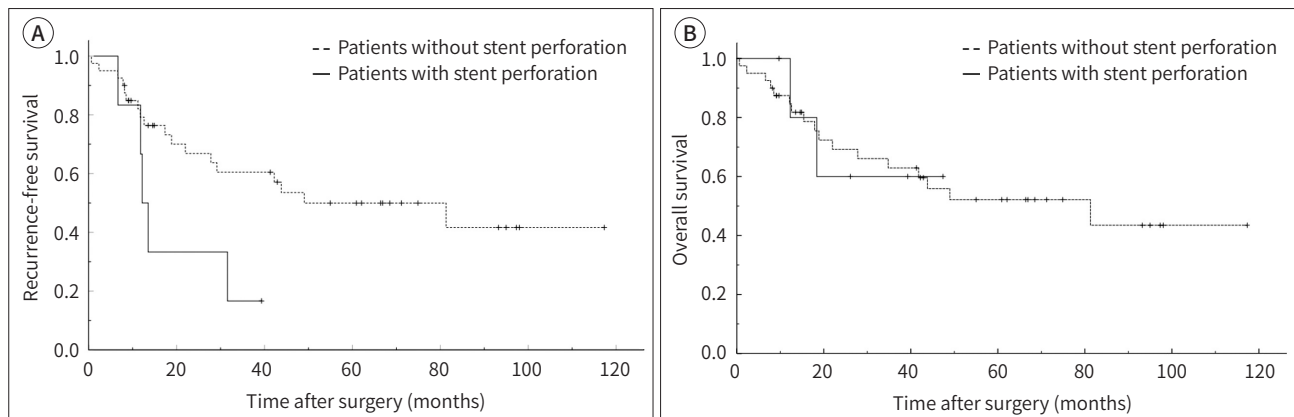 A
Patients without stent perforation
Patients with stent perforation
Recurrence-free survival
1.0
0.8
0.6
0.4
0.2
0.0
0 20 40 60 80 100 120
Time after surgery (months)
B
Patients without stent perforation
Patients with stent perforation
Overall survival
1.0
0.8
0.6
0.4
0.2
0.0
0 20 40 60 80 100 120
Time after surgery (months)